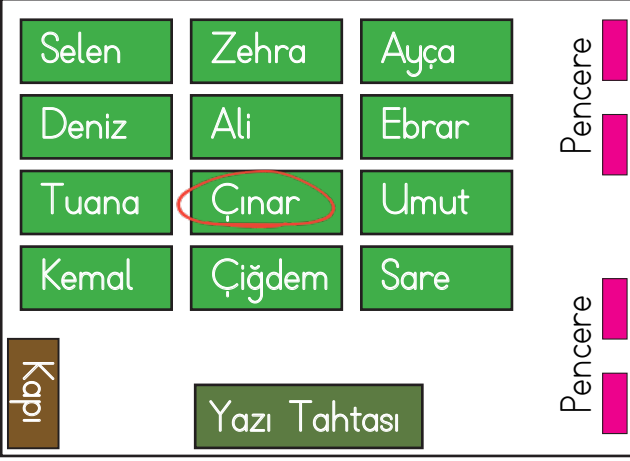 Selen Zehra Ayça
Deniz Ali Ebrar
Tuana Çınar Umut
Kemal Çiğdem Sare
Pencere
Pencere
Kapı
Yazı Tahtası